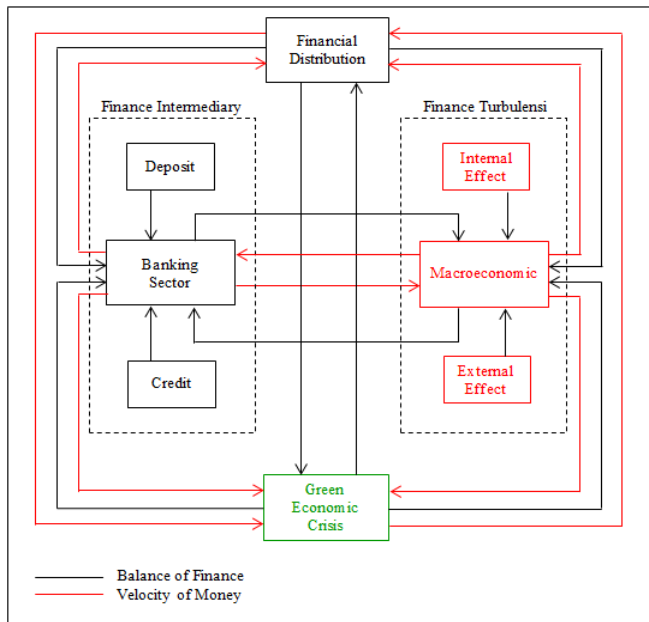 Financial
Distribution
Finance Intermediary
Finance Turbulensi
Deposit
Internal
Effect
Banking
Sector
Macroeconomic
Credit
External
Effect
Green
Economic
Crisis
Balance of Finance
Velocity of Money